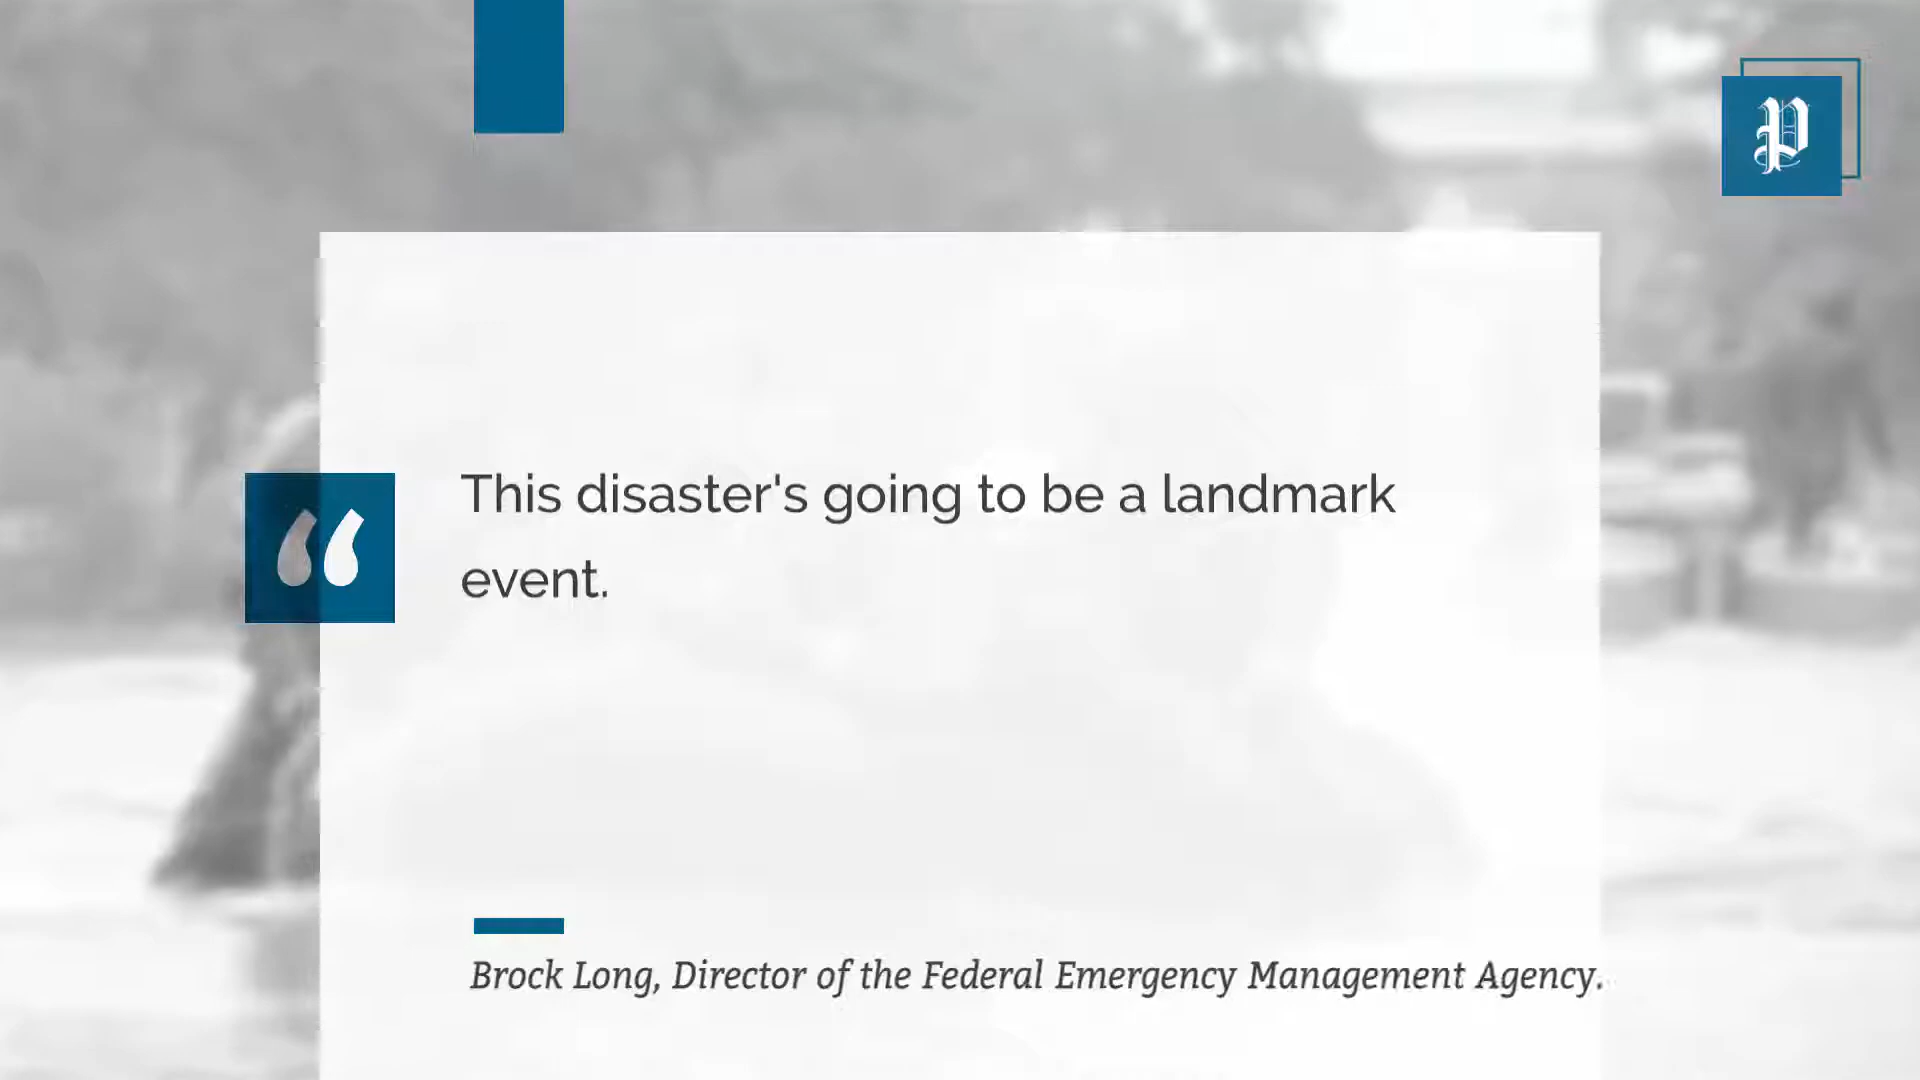 P
This disaster's going to be a landmark
event.
Brock Long, Director of the Federal Emergency Management Agency.